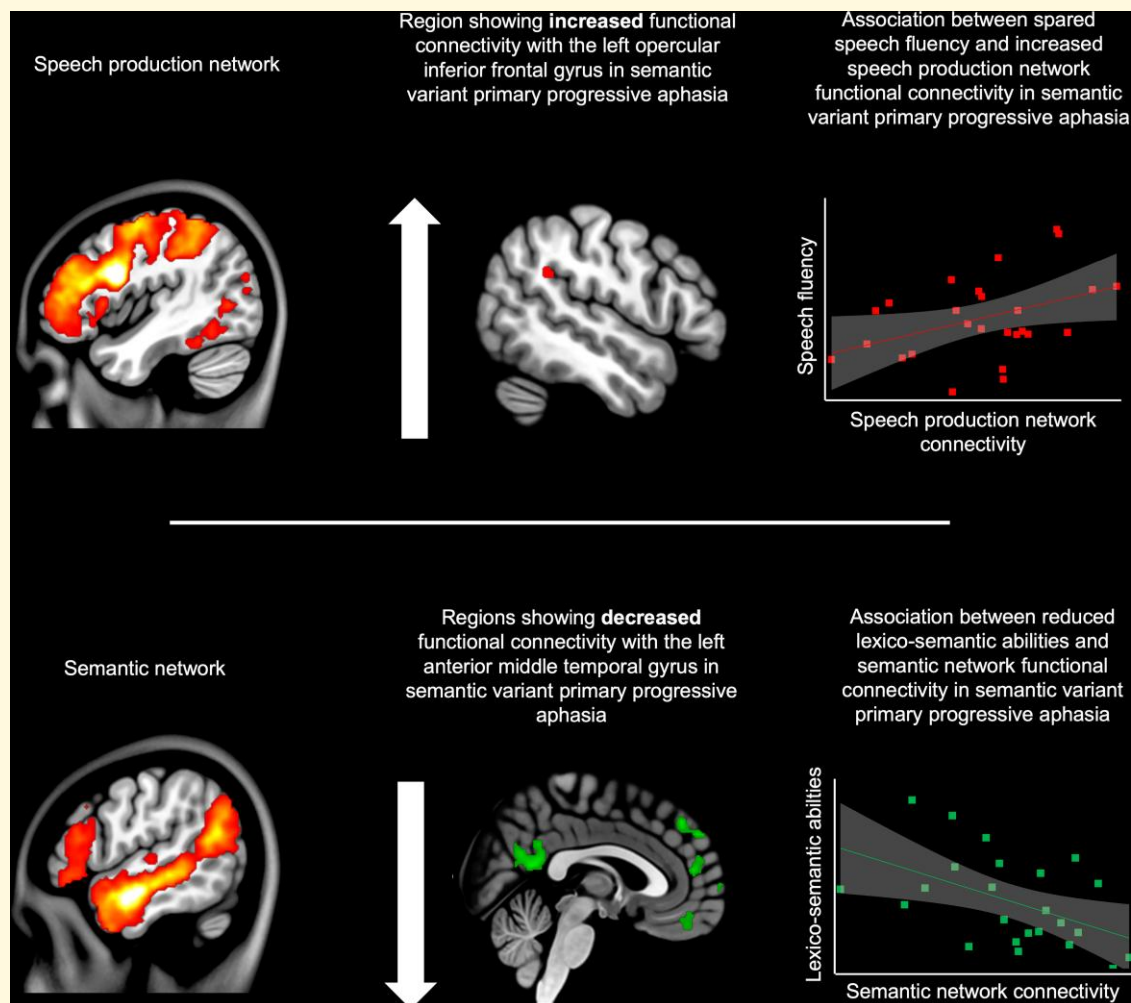 Speech production network
Region showing increased functional
connectivity with the left opercular
inferior frontal gyrus in semantic
variant primary progressive aphasia
Association between spared
speech fluency and increased
speech production network
functional connectivity in semantic
variant primary progressive aphasia
Speech fluency
Speech production network
connectivity
Semantic network
Regions showing decreased
functional connectivity with the left
anterior middle temporal gyrus in
semantic variant primary progressive
aphasia
Association between reduced
lexico-semantic abilities and
semantic network functional
connectivity in semantic variant
primary progressive aphasia
Lexico-semantic abilties
Semantic network connectivity